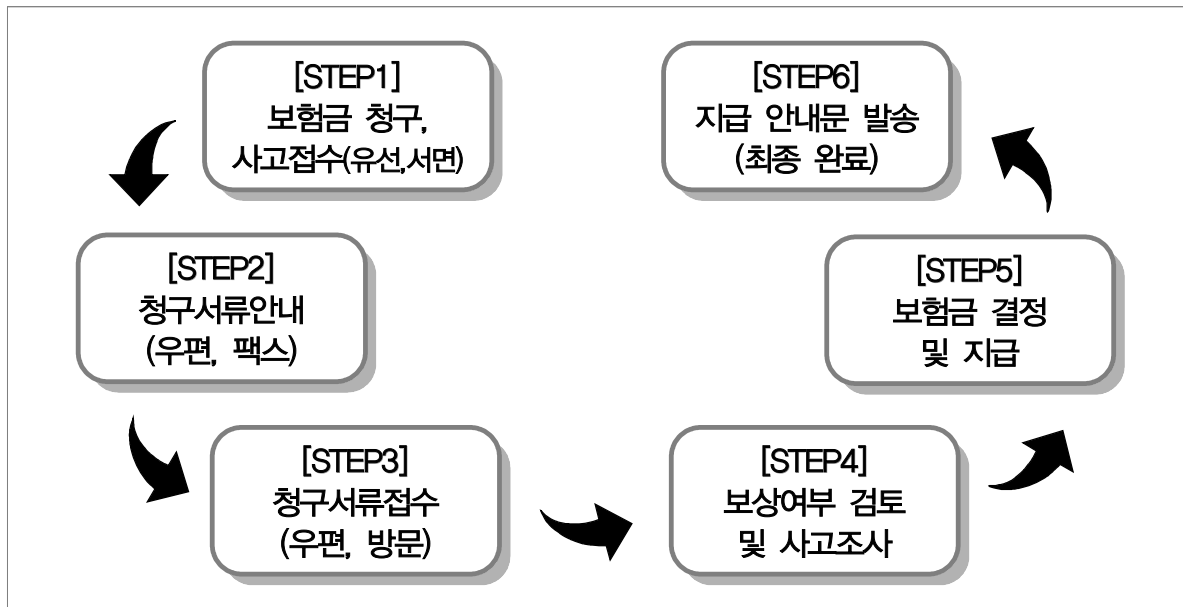 [STEP1]
보험금 청구,
사고접수(유선,서면)
[STEP2]
청구서류안내
(우편, 팩스)
[STEP3]
청구서류접수
(우편, 방문)
[STEP4]
보상여부 검토
및 사고조사
[STEP5]
보험금 결정
및 지급
[STEP6]
지급 안내문 발송
(최종 완료)